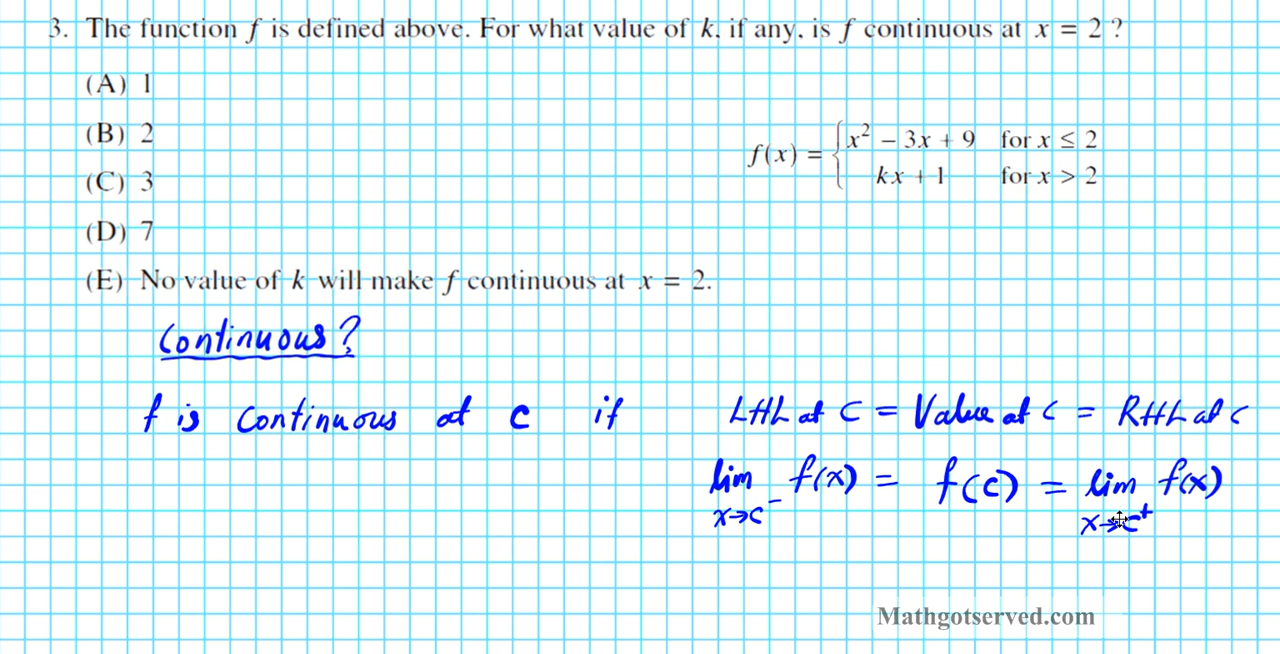 3. The function f is defined above. For what value of k, if any, is f continuous at x = 2 ?
(A) 1
(B) 2
(C) 3
(D) 7
(E) No value of k will make f continuous at x = 2.
f(x) = { x² − 3x + 9 for x ≤ 2
kx + 1 for x > 2
Continuous?
f is continuous at c if LHL at C = Value at c = RHL at c
lim x→c⁻ f(x) = f(c) = lim x→c⁺ f(x)
Mathgotserved.com